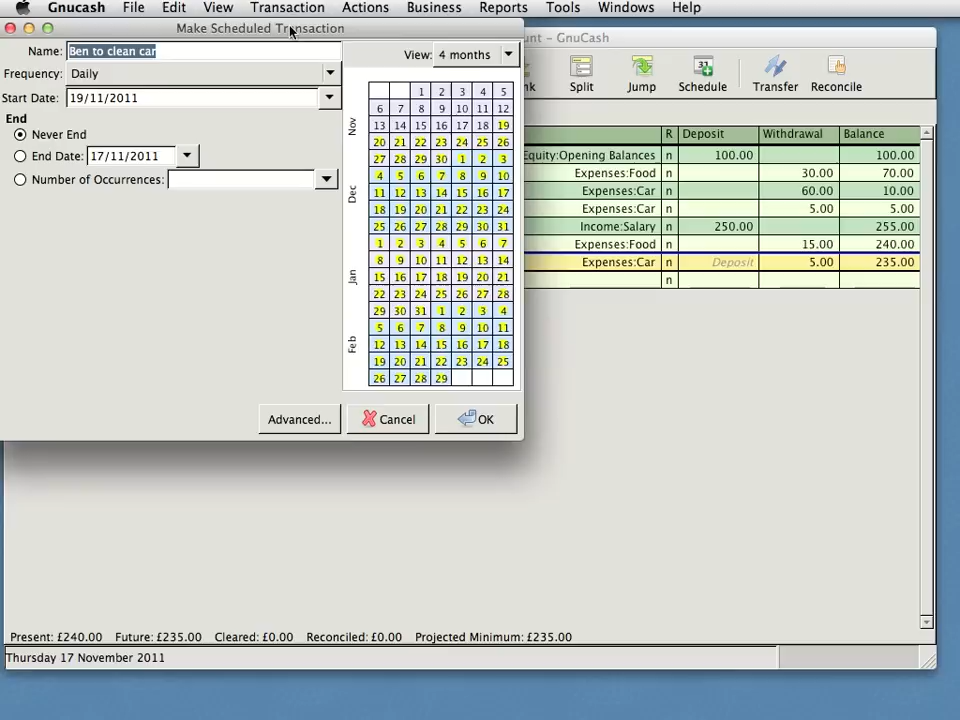 Gnucash File Edit View Transaction Actions Business Reports Tools Windows Help
Make Scheduled Transaction
Name: Ben to clean car
Frequency: Daily
Start Date: 19/11/2011
End
Never End
End Date: 17/11/2011
Number of Occurrences:
View: 4 months
Nov
1 2 3 4 5
6 7 8 9 10 11 12
13 14 15 16 17 18 19
20 21 22 23 24 25 26
27 28 29 30 1 2 3
Dec
4 5 6 7 8 9 10
11 12 13 14 15 16 17
18 19 20 21 22 23 24
25 26 27 28 29 30 31
Jan
1 2 3 4 5 6 7
8 9 10 11 12 13 14
15 16 17 18 19 20 21
22 23 24 25 26 27 28
29 30 31 1 2 3 4
Feb
5 6 7 8 9 10 11
12 13 14 15 16 17 18
19 20 21 22 23 24 25
26 27 28 29
Advanced... Cancel OK
unt - GnuCash
nk Split Jump Schedule Transfer Reconcile
R Deposit Withdrawal Balance
Equity:Opening Balances n 100.00 100.00
Expenses:Food n 30.00 70.00
Expenses:Car n 60.00 10.00
Expenses:Car n 5.00 5.00
Income:Salary n 250.00 255.00
Expenses:Food n 15.00 240.00
Expenses:Car n Deposit 5.00 235.00
n
Present: £240.00 Future: £235.00 Cleared: £0.00 Reconciled: £0.00 Projected Minimum: £235.00
Thursday 17 November 2011